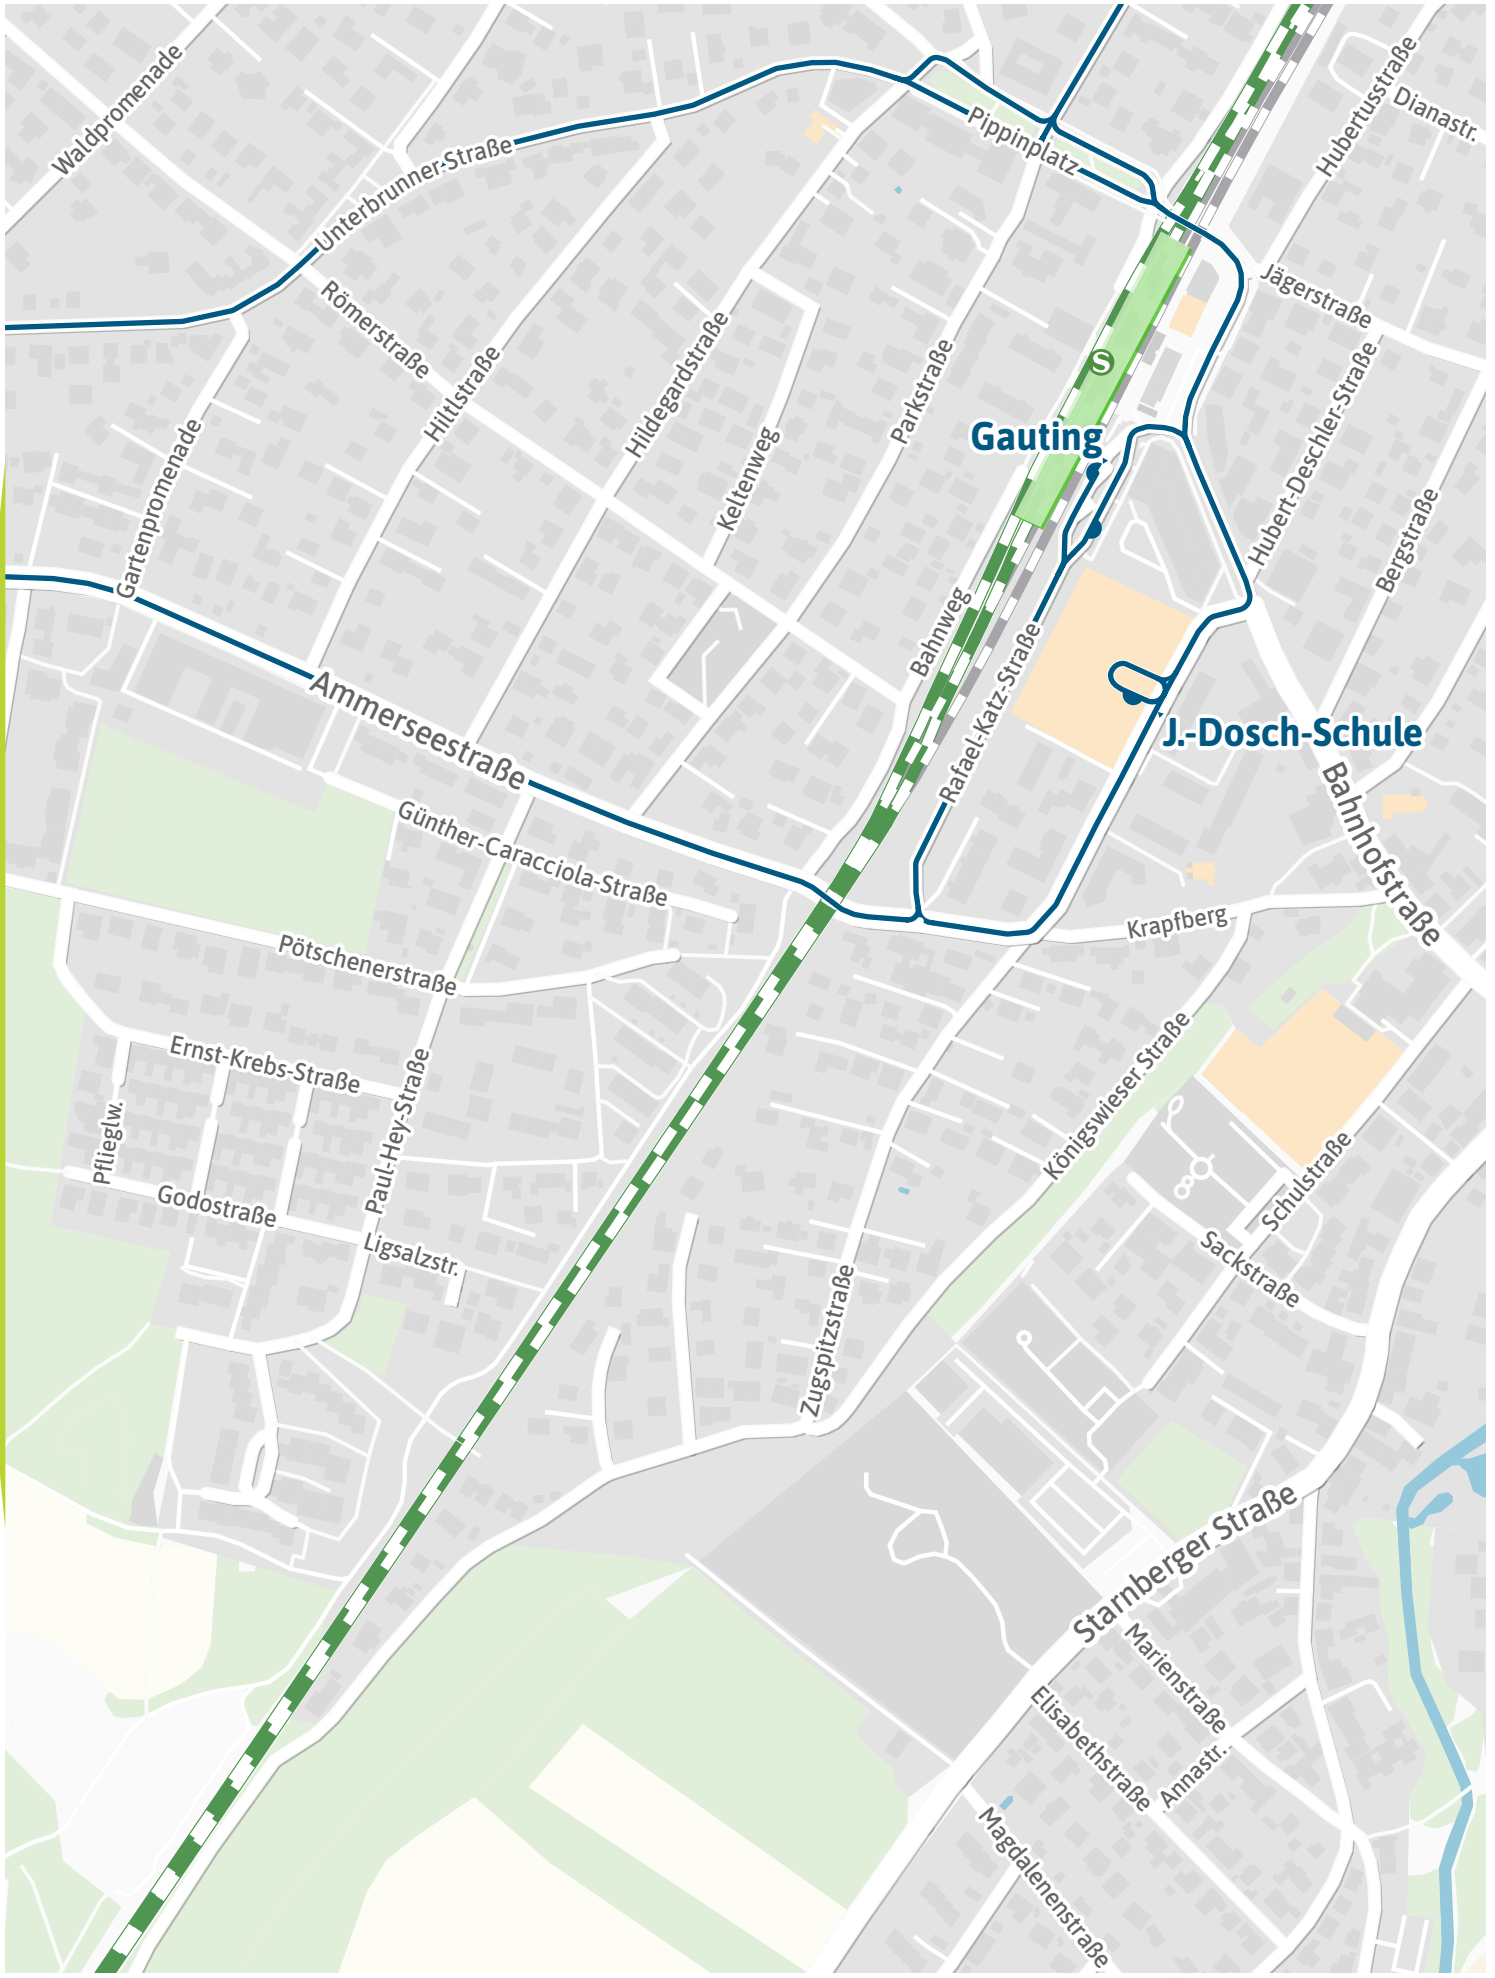 Waldpromenade
Hubertusstraße
Dianastr.
Pippinplatz
Unterbrunner Straße
Jägerstraße
Römerstraße
Hiltlstraße
Hildegardstraße
Parkstraße
S
Hubert-Deschler-Straße
Gauting
Keltenweg
Gartenpromenade
Bergstraße
Bahnweg
Rafael-Katz-Straße
Ammerseestraße
J.-Dosch-Schule
Bahnhofstraße
Günther-Caracciola-Straße
Krapfberg
Pötschenerstraße
Ernst-Krebs-Straße
Königswieser Straße
Paul-Hey-Straße
Pflieglw.
Godostraße
Schulstraße
Ligsalzstr.
Sackstraße
Zugspitzstraße
Starnberger Straße
Marienstraße
Elisabethstraße
Annastr.
Magdalenenstraße